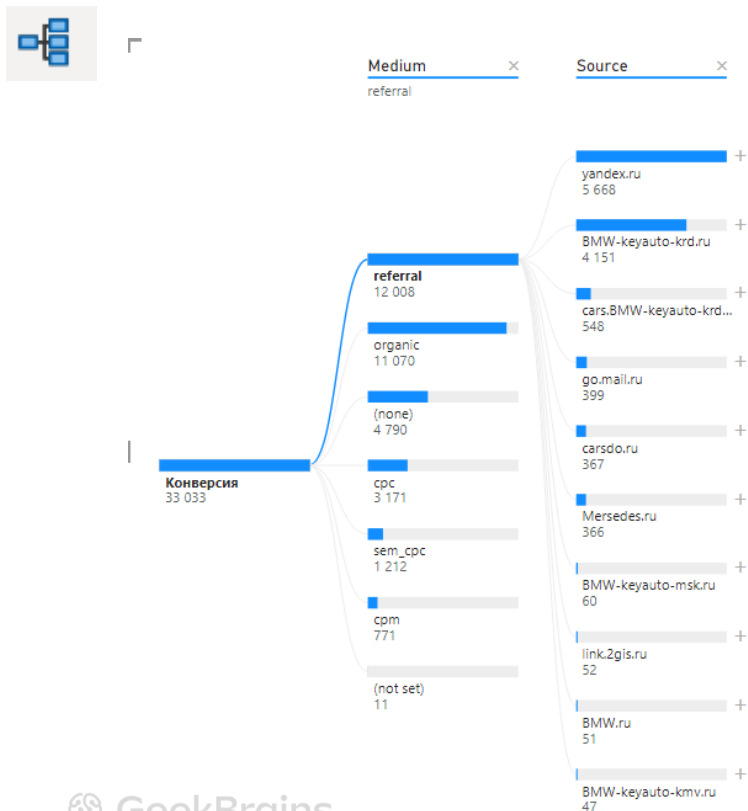 Medium
referral
Source
Конверсия
33 033
referral
12 008
organic
11 070
(none)
4 790
cpc
3 171
sem_cpc
1 212
cpm
771
(not set)
11
yandex.ru
5 668
BMW-keyauto-krd.ru
4 151
cars.BMW-keyauto-krd...
548
go.mail.ru
399
carsdo.ru
367
Mersedes.ru
366
BMW-keyauto-msk.ru
60
link.2gis.ru
52
BMW.ru
51
BMW-keyauto-kmv.ru
47
GeekBrains